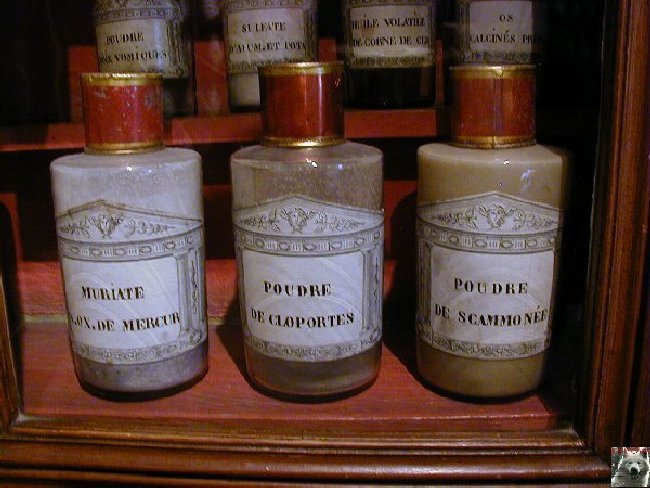 POUDRE
VOMIQUES
SULFATE
D'ALUM. ET POTA
HUILE VOLATILE
DE CORNE DE CE
OS
CALCINÉS
MURIATE
OX. DE MERCUR
POUDRE
DE CLOPORTES
POUDRE
DE SCAMMONÉE